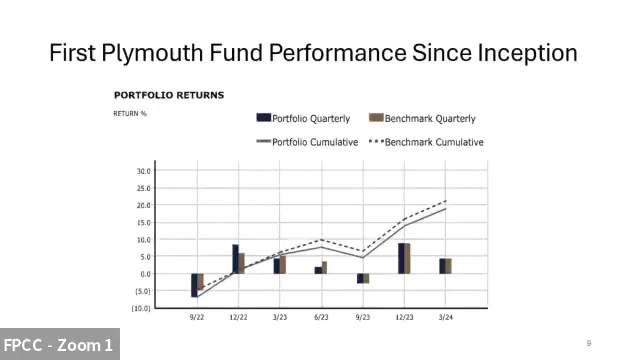 First Plymouth Fund Performance Since Inception
PORTFOLIO RETURNS
RETURN %
Portfolio Quarterly Benchmark Quarterly
Portfolio Cumulative Benchmark Cumulative
30.0
25.0
20.0
15.0
10.0
5.0
0.0
(5.0)
(10.0)
9/22 12/22 3/23 6/23 9/23 12/23 3/24
FPCC - Zoom 1
9